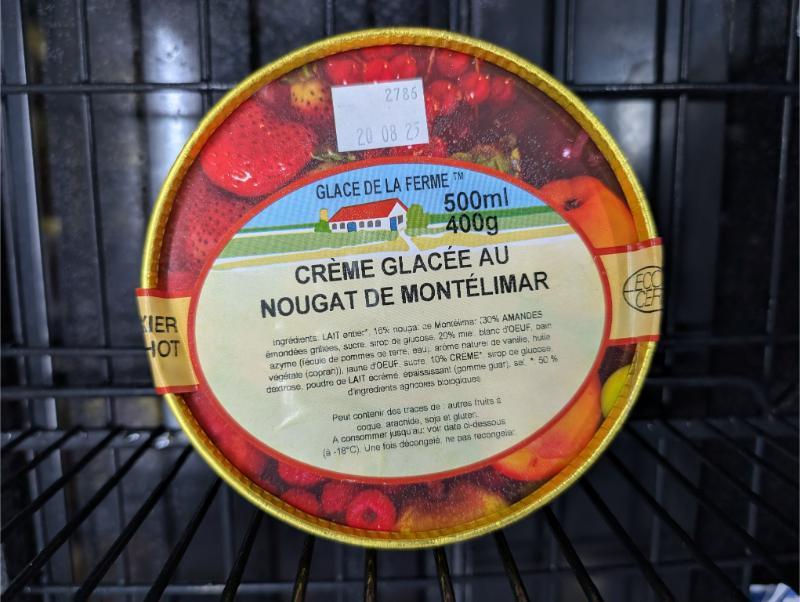 2786
20 08 25
GLACE DE LA FERME™
500ml
400g
CRÈME GLACÉE AU
NOUGAT DE MONTÉLIMAR
Ingrédients: LAIT entier*, 16% nougat de Montélimar (30% AMANDES
émondées grillées, sucre, sirop de glucose, 20% miel, blanc d'OEUF, pain
azyme (fécule de pommes de terre, eau, arôme naturel de vanille, huile
végétale (coprah)), jaune d'OEUF, sucre, 10% CREME*, sirop de glucose,
dextrose, poudre de LAIT écrémé, épaississant (gomme guar), sel. *: 50 %
d'ingrédients agricoles biologiques
Peut contenir des traces de : autres fruits à
coque, arachide, soja et gluten.
A consommer jusqu'au: voir date ci-dessous
(à -18°C). Une fois décongelé, ne pas recongeler.
KIER
HOT
ECO
CER